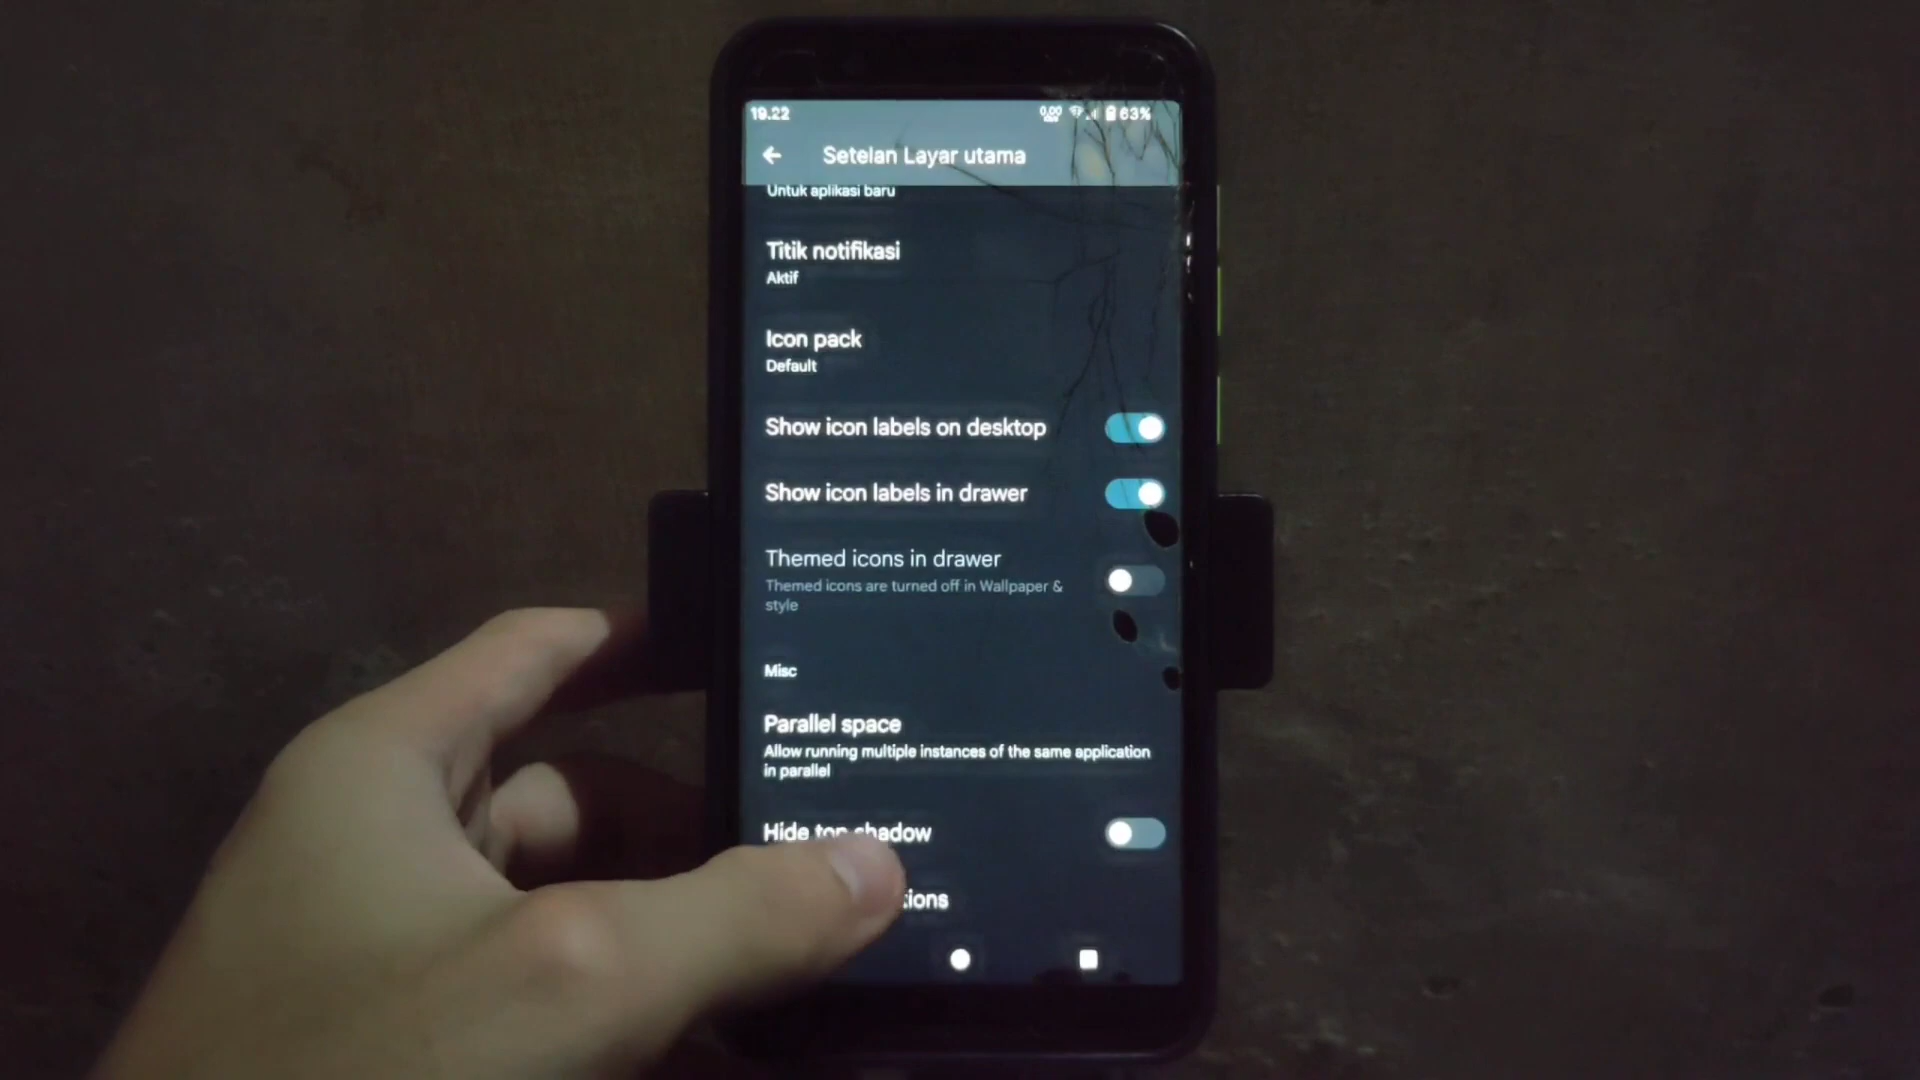 19.22
0,00
63%
Setelan Layar utama
Untuk aplikasi baru
Titik notifikasi
Aktif
Icon pack
Default
Show icon labels on desktop
Show icon labels in drawer
Themed icons in drawer
Themed icons are turned off in Wallpaper &
style
Misc
Parallel space
Allow running multiple instances of the same application
in parallel
Hide top shadow